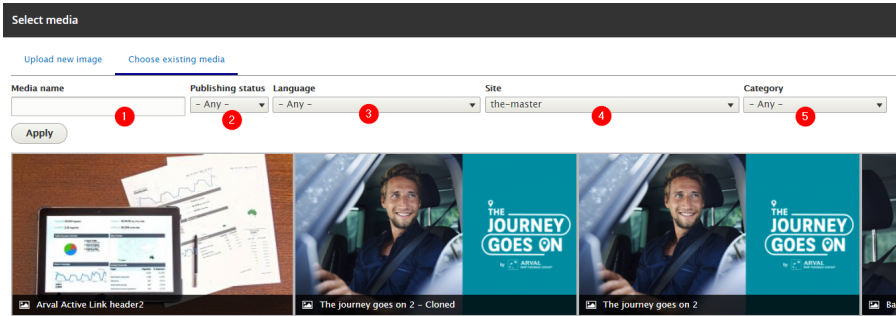 Select media
Upload new image Choose existing media
Media name Publishing status Language Site Category
- Any - - Any - the-master - Any -
1 2 3 4 5
Apply
THE
JOURNEY
GOES ON
by ARVAL
THE
JOURNEY
GOES ON
by ARVAL
Arval Active Link header2 The journey goes on 2 - Cloned The journey goes on 2 Ba